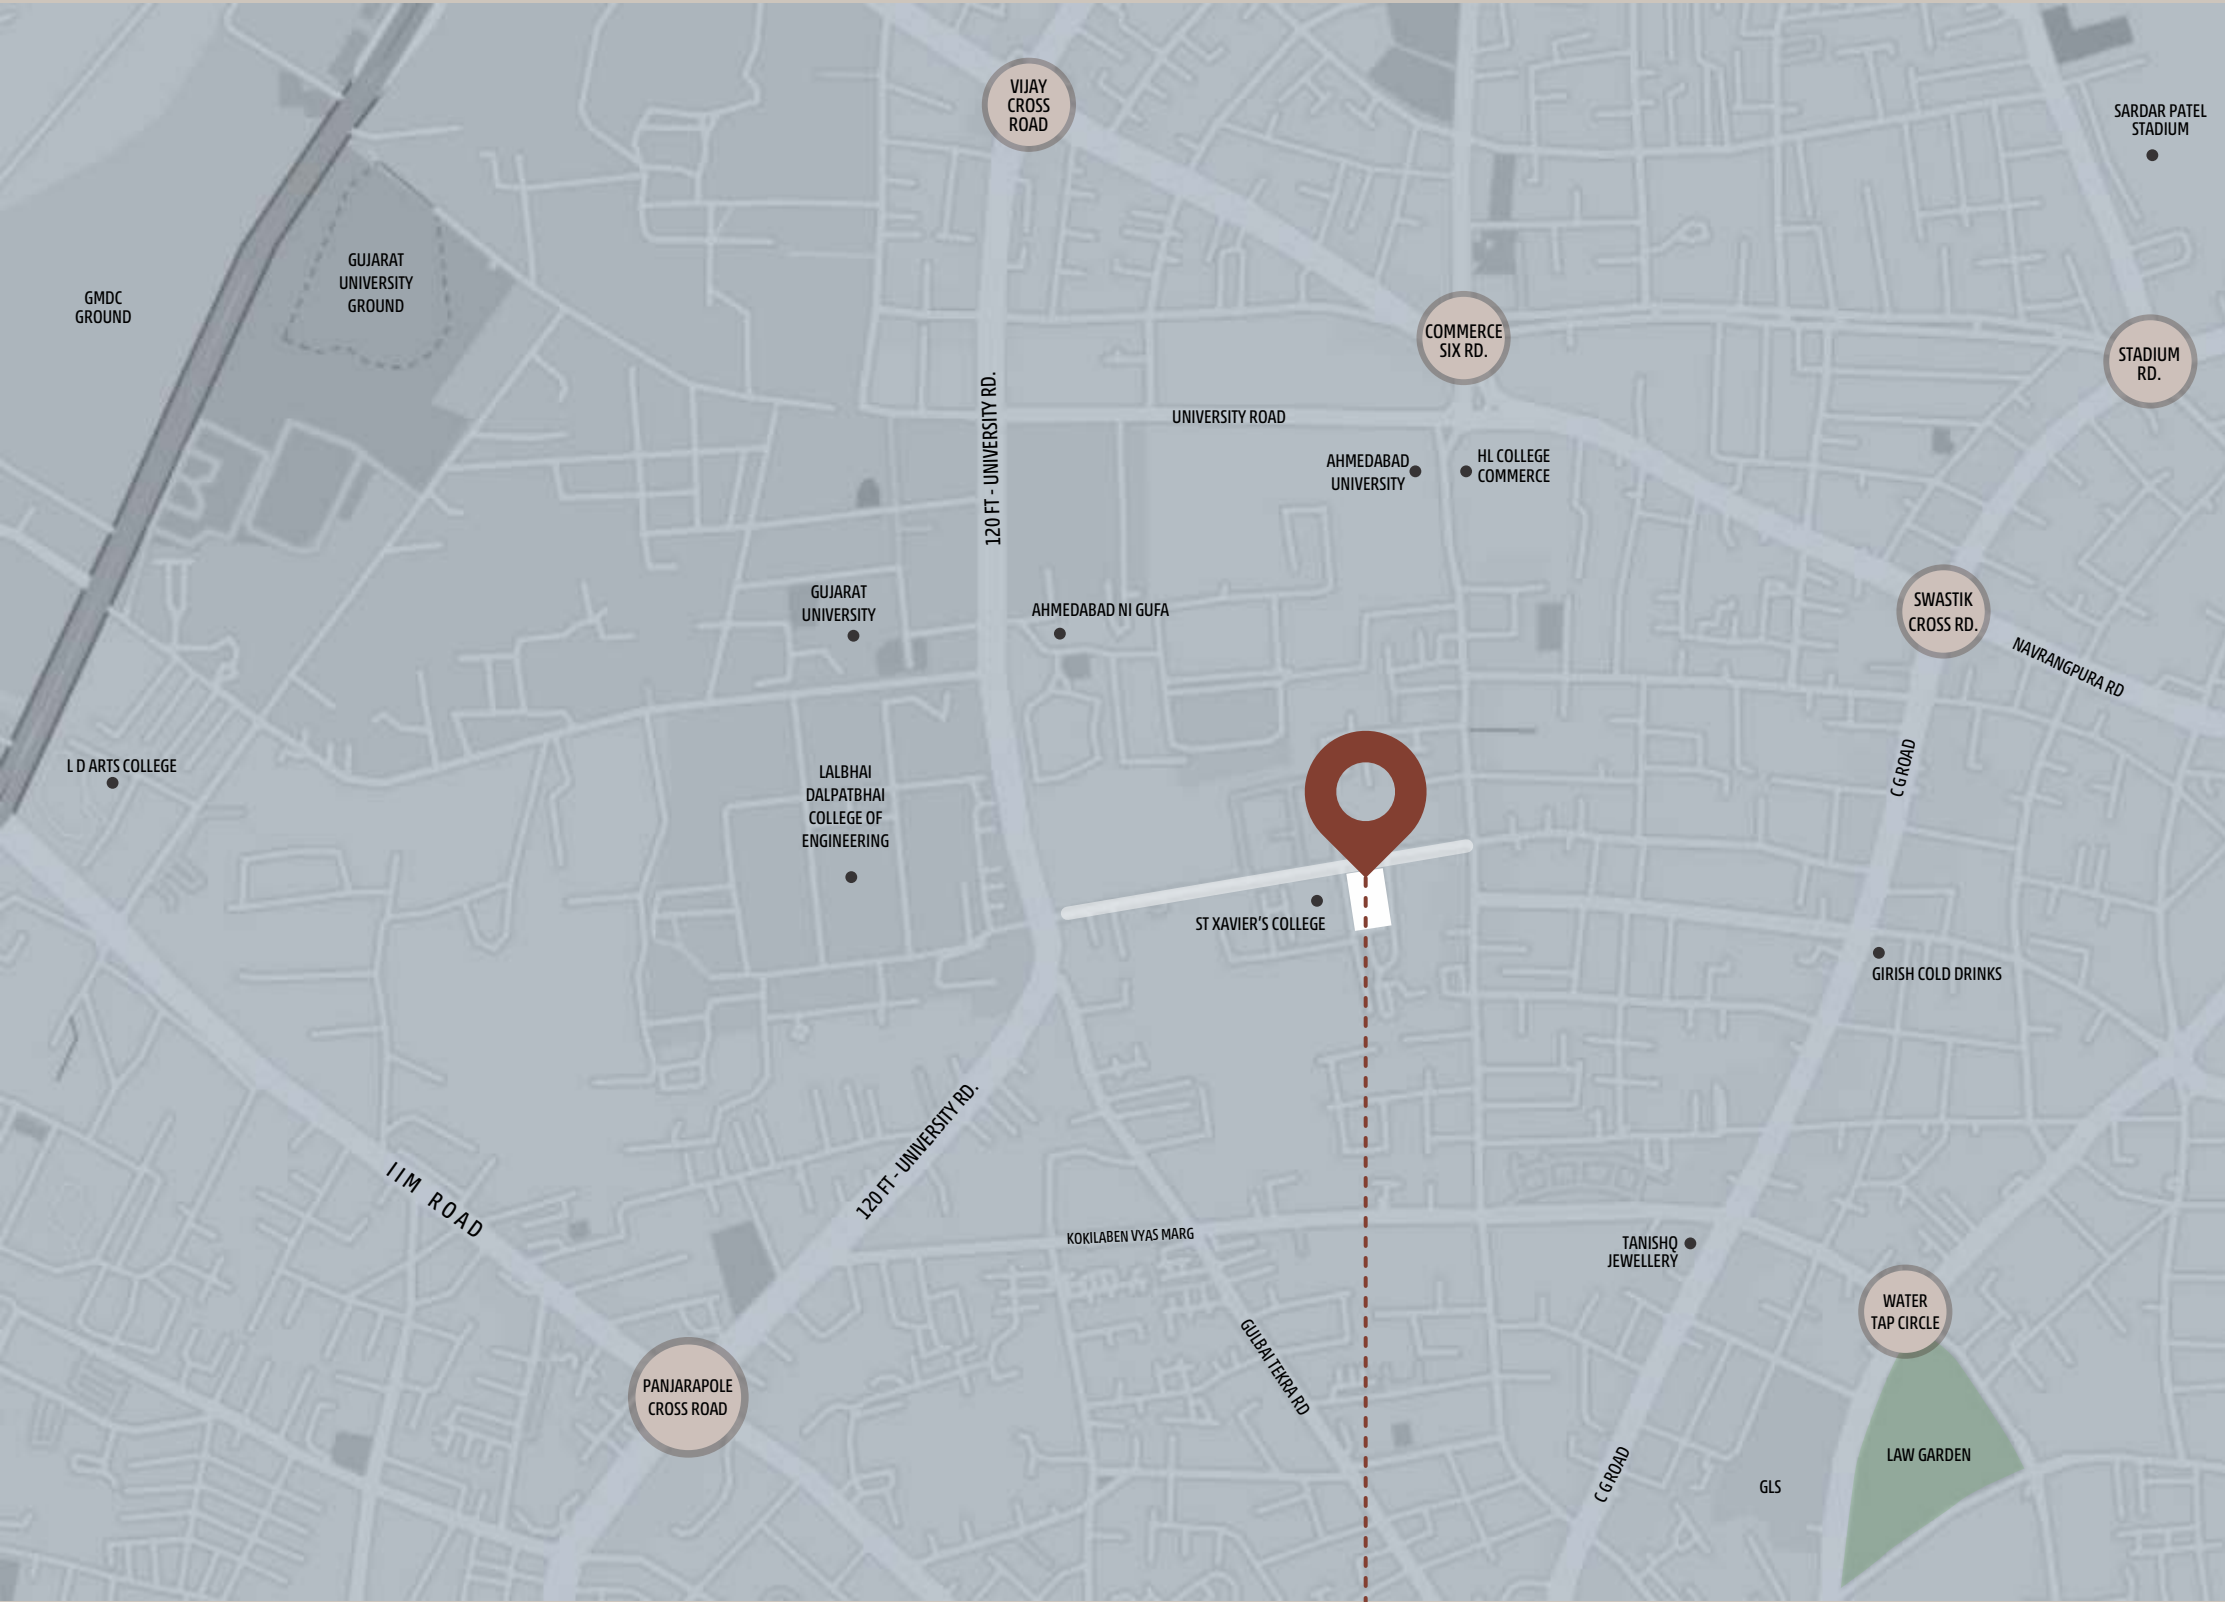 VIJAY
CROSS
ROAD
SARDAR PATEL
STADIUM
GUJARAT
UNIVERSITY
GROUND
GMDC
GROUND
COMMERCE
SIX RD.
STADIUM
RD.
120 FT - UNIVERSITY RD.
UNIVERSITY ROAD
AHMEDABAD
UNIVERSITY
HL COLLEGE
COMMERCE
GUJARAT
UNIVERSITY
AHMEDABAD NI GUFA
SWASTIK
CROSS RD.
NAVRANGPURA RD
L D ARTS COLLEGE
LALBHAI
DALPATBHAI
COLLEGE OF
ENGINEERING
C G ROAD
ST XAVIER'S COLLEGE
GIRISH COLD DRINKS
120 FT - UNIVERSITY RD.
IIM ROAD
KOKILABEN VYAS MARG
TANISHQ
JEWELLERY
WATER
TAP CIRCLE
GULBAI TEKRA RD
PANJARAPOLE
CROSS ROAD
C G ROAD
LAW GARDEN
GLS